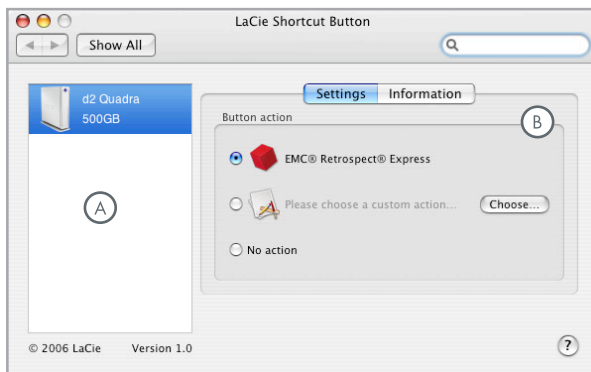 LaCie Shortcut Button
Show All
d2 Quadra
500GB
A
Settings Information
Button action
B
EMC® Retrospect® Express
Please choose a custom action... Choose...
No action
© 2006 LaCie Version 1.0
?